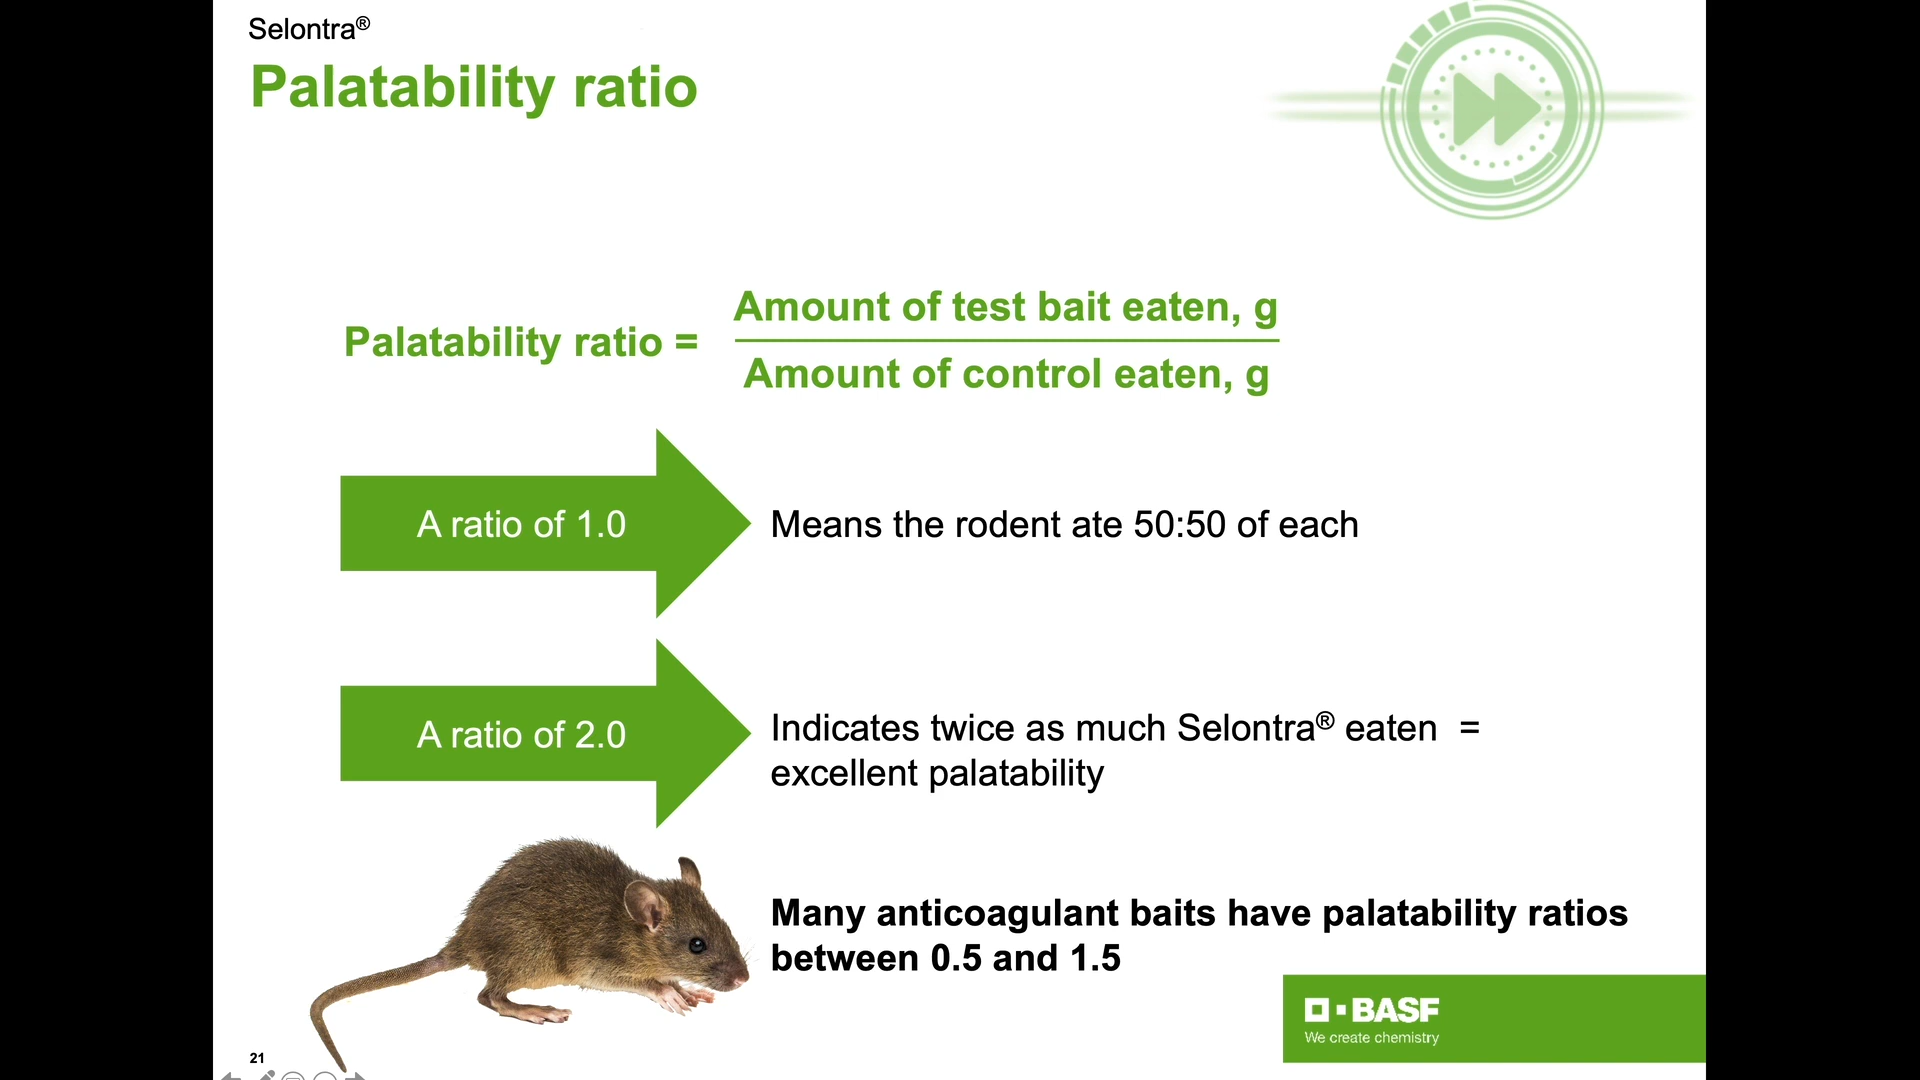 Selontra®
Palatability ratio
Palatability ratio =
Amount of test bait eaten, g
Amount of control eaten, g
A ratio of 1.0
Means the rodent ate 50:50 of each
A ratio of 2.0
Indicates twice as much Selontra® eaten =
excellent palatability
Many anticoagulant baits have palatability ratios
between 0.5 and 1.5
BASF
We create chemistry
21